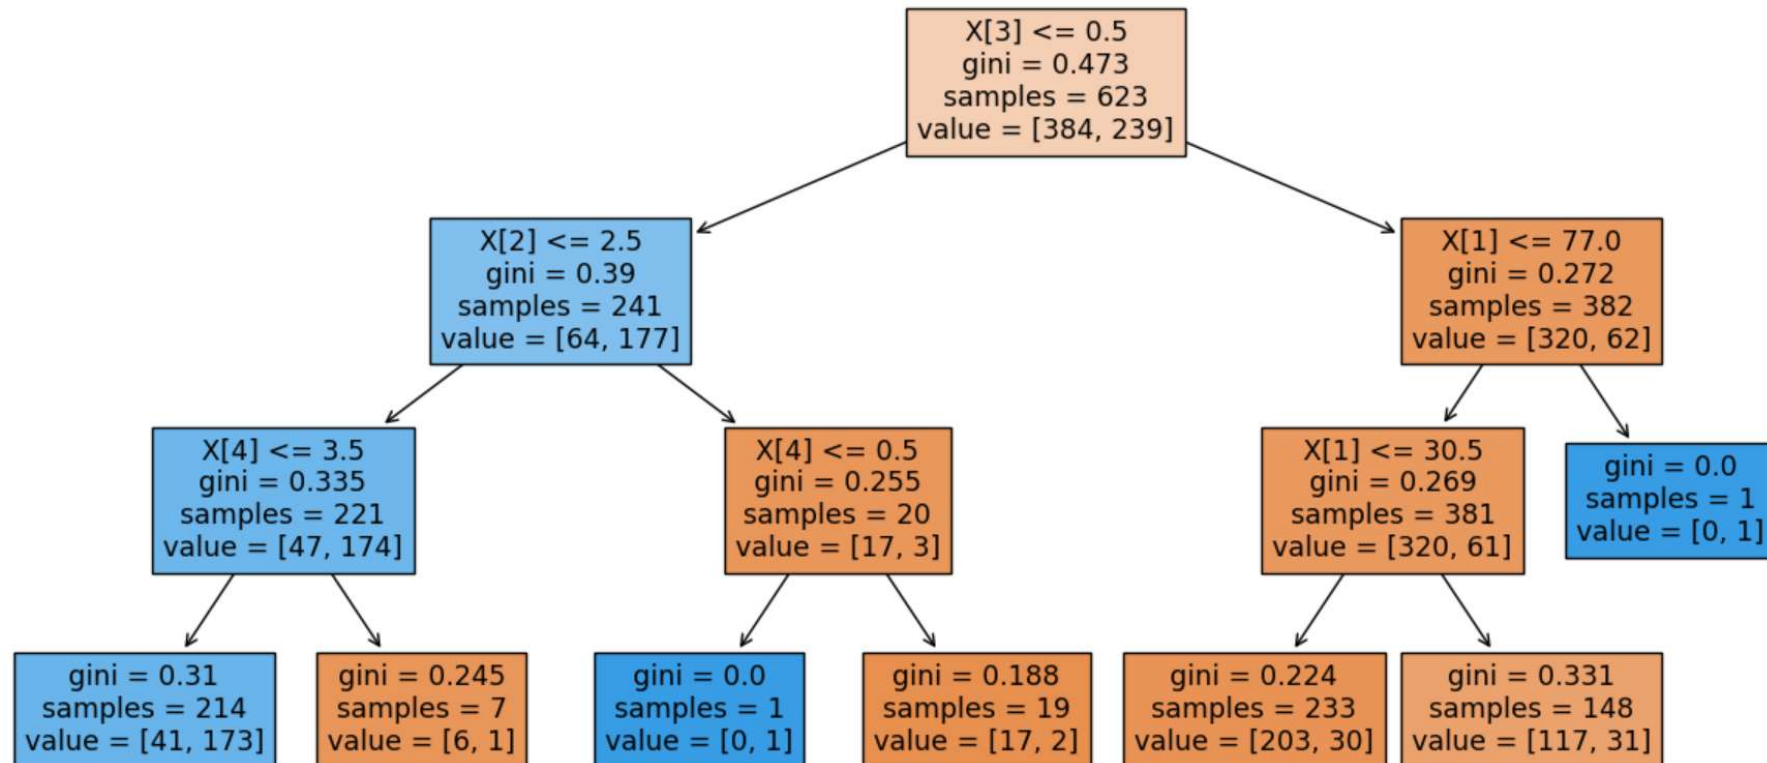 X[3] <= 0.5
gini = 0.473
samples = 623
value = [384, 239]
X[2] <= 2.5
gini = 0.39
samples = 241
value = [64, 177]
X[1] <= 77.0
gini = 0.272
samples = 382
value = [320, 62]
X[4] <= 3.5
gini = 0.335
samples = 221
value = [47, 174]
X[4] <= 0.5
gini = 0.255
samples = 20
value = [17, 3]
X[1] <= 30.5
gini = 0.269
samples = 381
value = [320, 61]
gini = 0.0
samples = 1
value = [0, 1]
gini = 0.31
samples = 214
value = [41, 173]
gini = 0.245
samples = 7
value = [6, 1]
gini = 0.0
samples = 1
value = [0, 1]
gini = 0.188
samples = 19
value = [17, 2]
gini = 0.224
samples = 233
value = [203, 30]
gini = 0.331
samples = 148
value = [117, 31]